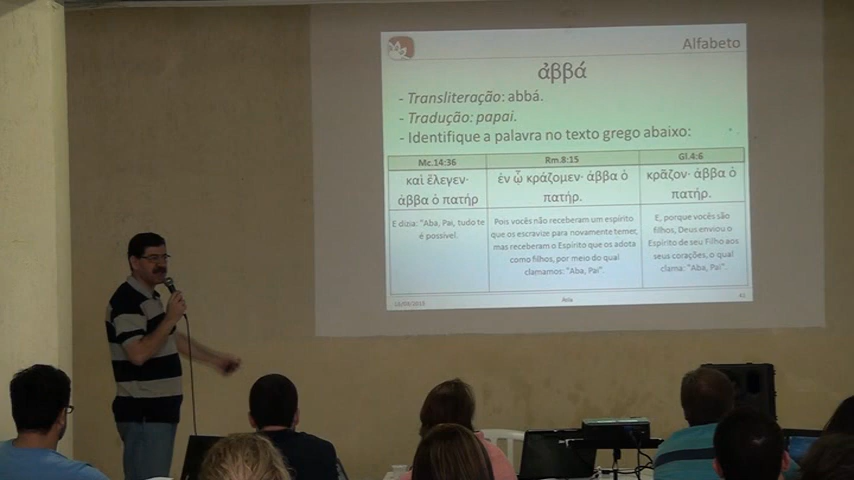 Alfabeto
ἀββά
- Transliteração: abbá.
- Tradução: papai.
- Identifique a palavra no texto grego abaixo:
Mc.14:36
Rm.8:15
Gl.4:6
καὶ ἔλεγεν·
ἀββα ὁ πατήρ
ἐν ᾧ κράζομεν· ἀββα ὁ
πατήρ.
κρᾶζον· ἀββα ὁ
πατήρ.
E dizia: "Aba, Pai, tudo te
é possível.
Pois vocês não receberam um espírito
que os escravize para novamente temer,
mas receberam o Espírito que os adota
como filhos, por meio do qual
clamamos: "Aba, Pai".
E, porque vocês são
filhos, Deus enviou o
Espírito de seu Filho aos
seus corações, o qual
clama: "Aba, Pai".